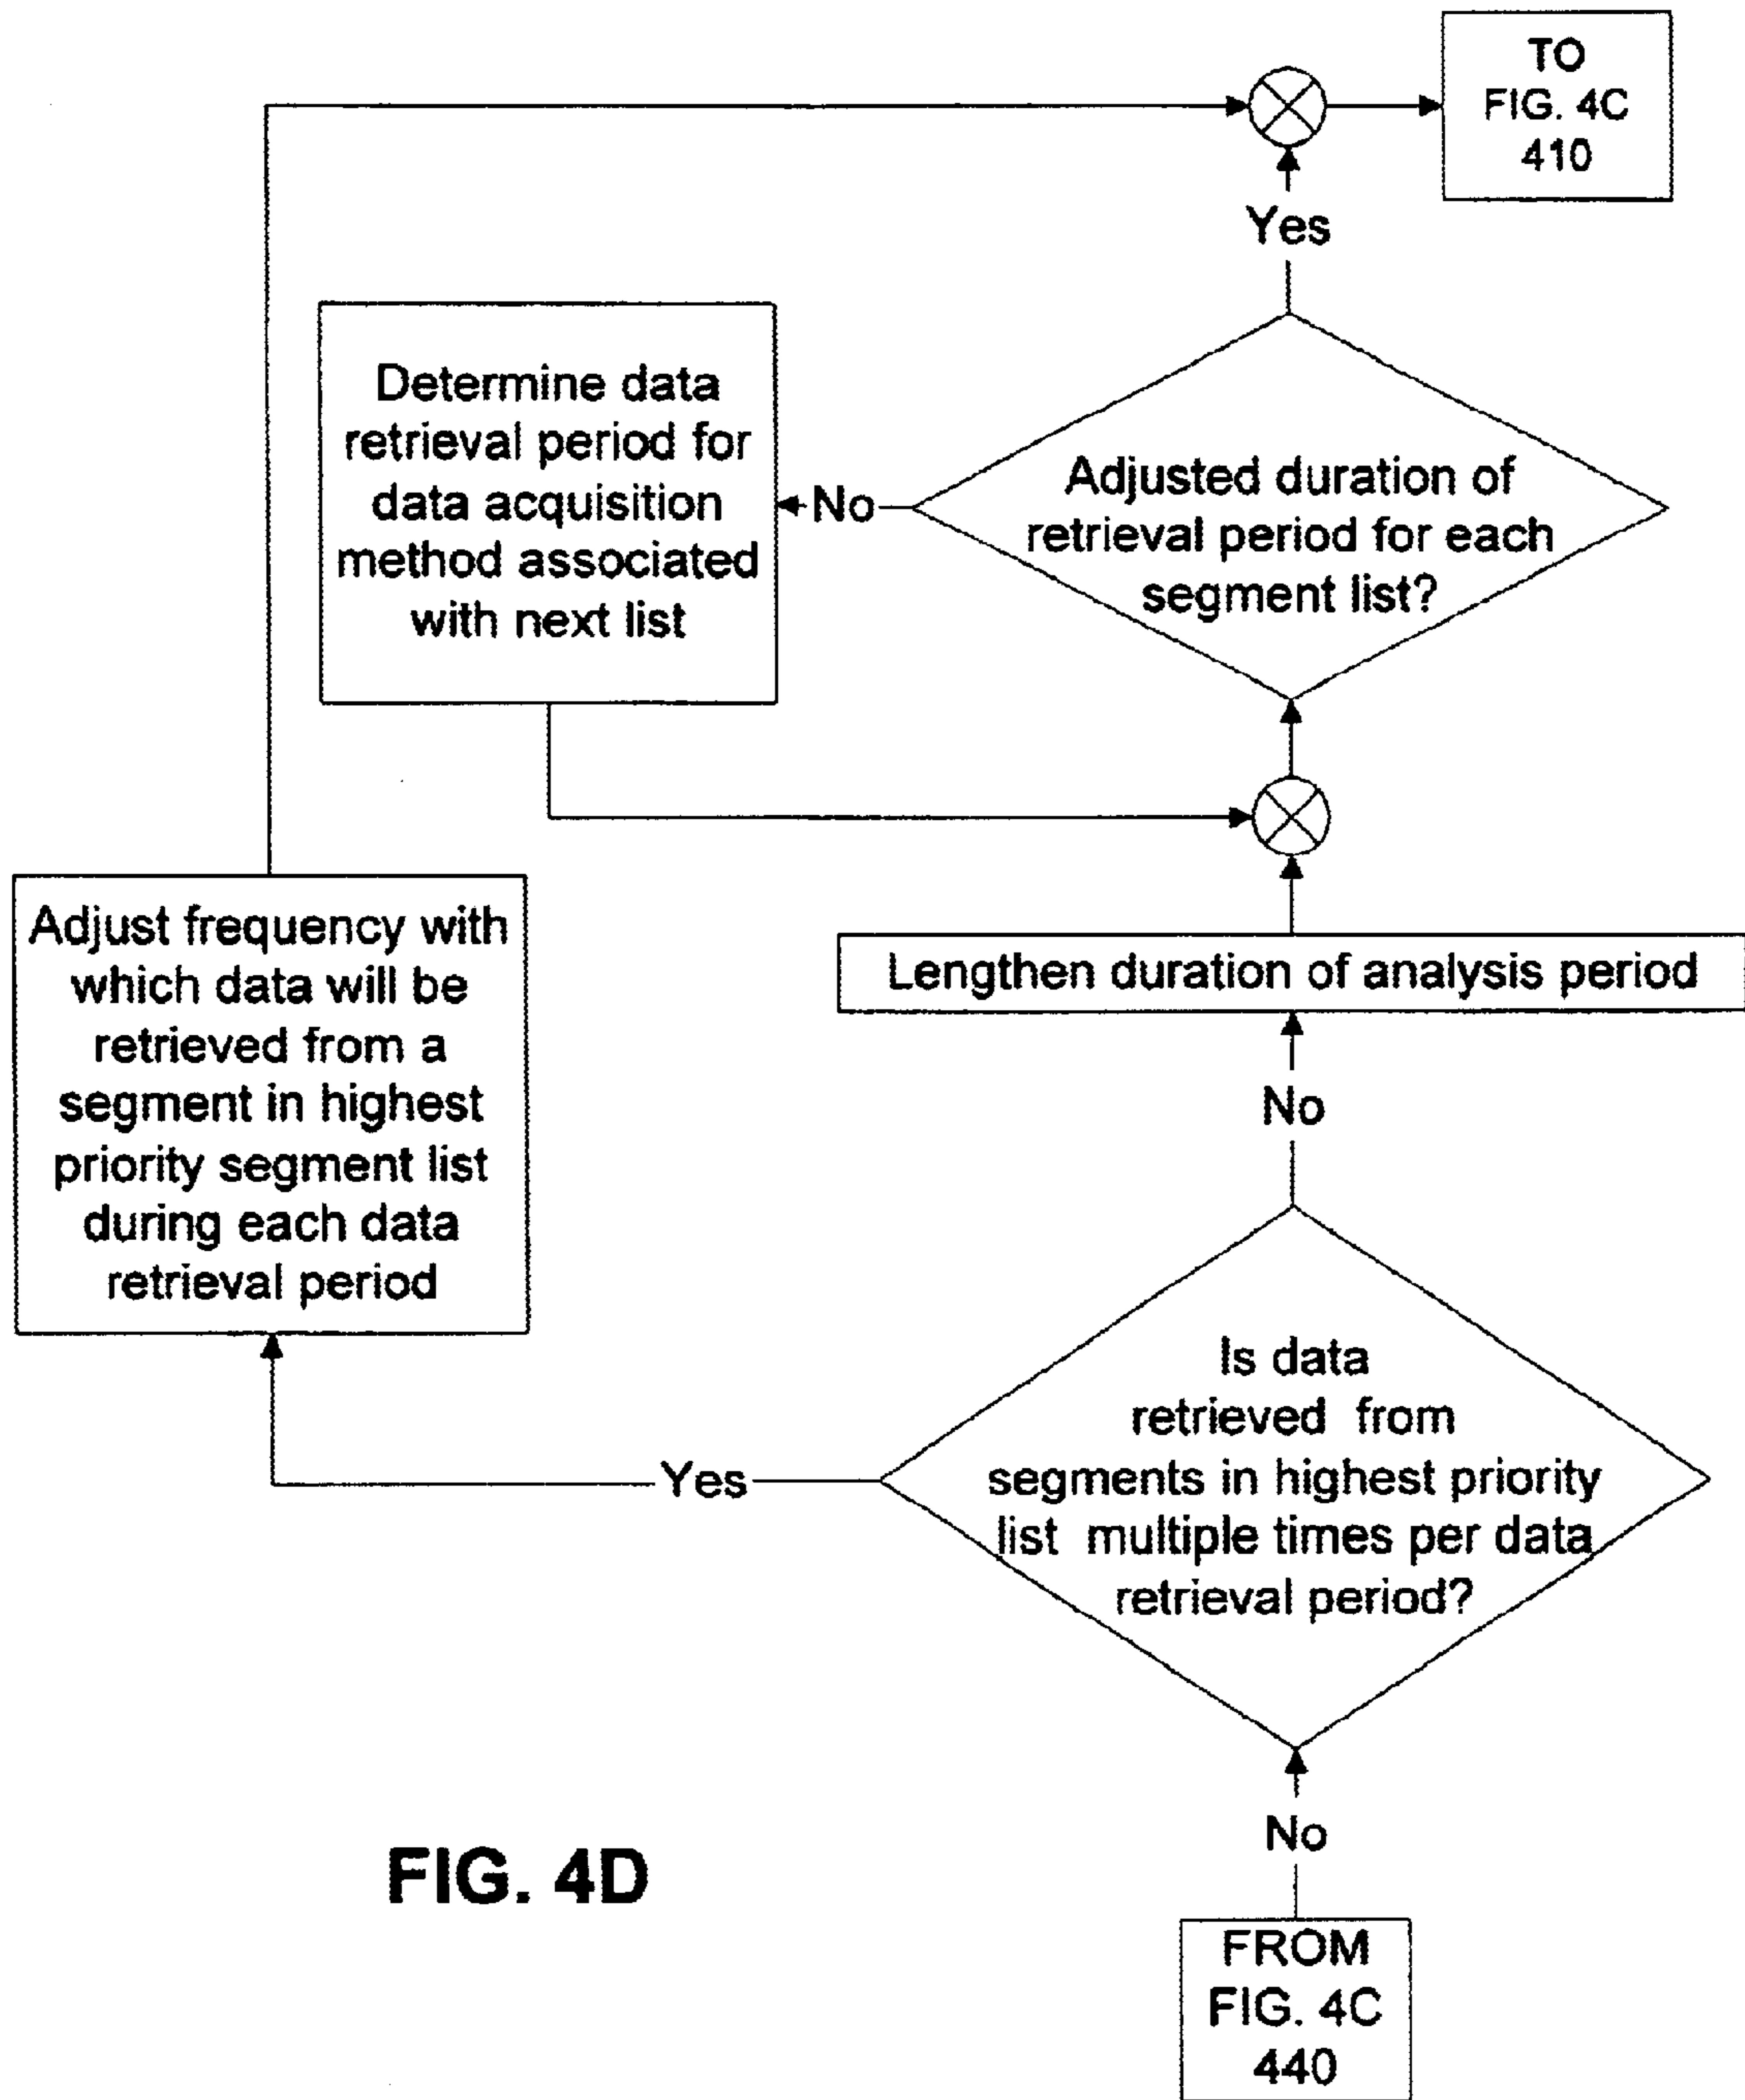 TO
FIG. 4C
410
Yes
Determine data
retrieval period for
data acquisition
method associated
with next list
No
Adjusted duration of
retrieval period for each
segment list?
Adjust frequency with
which data will be
retrieved from a
segment in highest
priority segment list
during each data
retrieval period
Lengthen duration of analysis period
No
Yes
Is data
retrieved from
segments in highest priority
list multiple times per data
retrieval period?
No
FIG. 4D
FROM
FIG. 4C
440